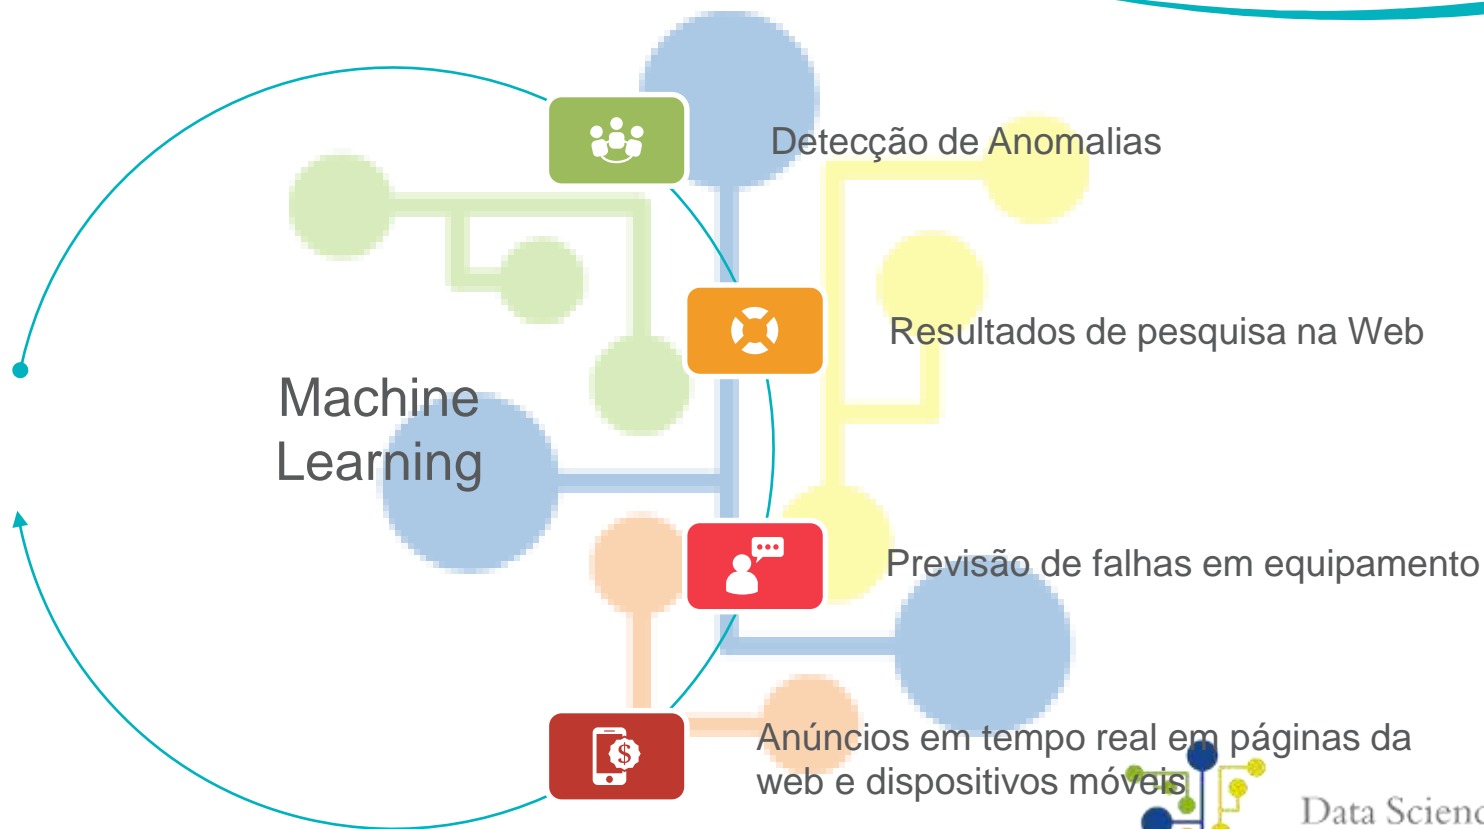 Detecção de Anomalias
Resultados de pesquisa na Web
Machine
Learning
Previsão de falhas em equipamento
Anúncios em tempo real em páginas da
web e dispositivos móveis
$
Data